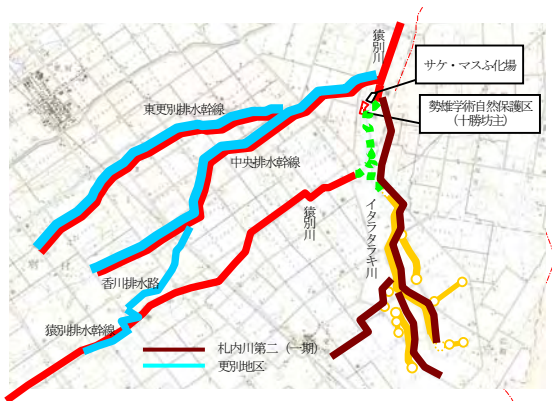 猿別川
サケ・マスふ化場
勢雄学術自然保護区
（十勝坊主）
東更別排水幹線
中央排水幹線
猿別川
イタラタラキ川
香川排水路
猿別排水幹線
札内川第二（一期）
更別地区